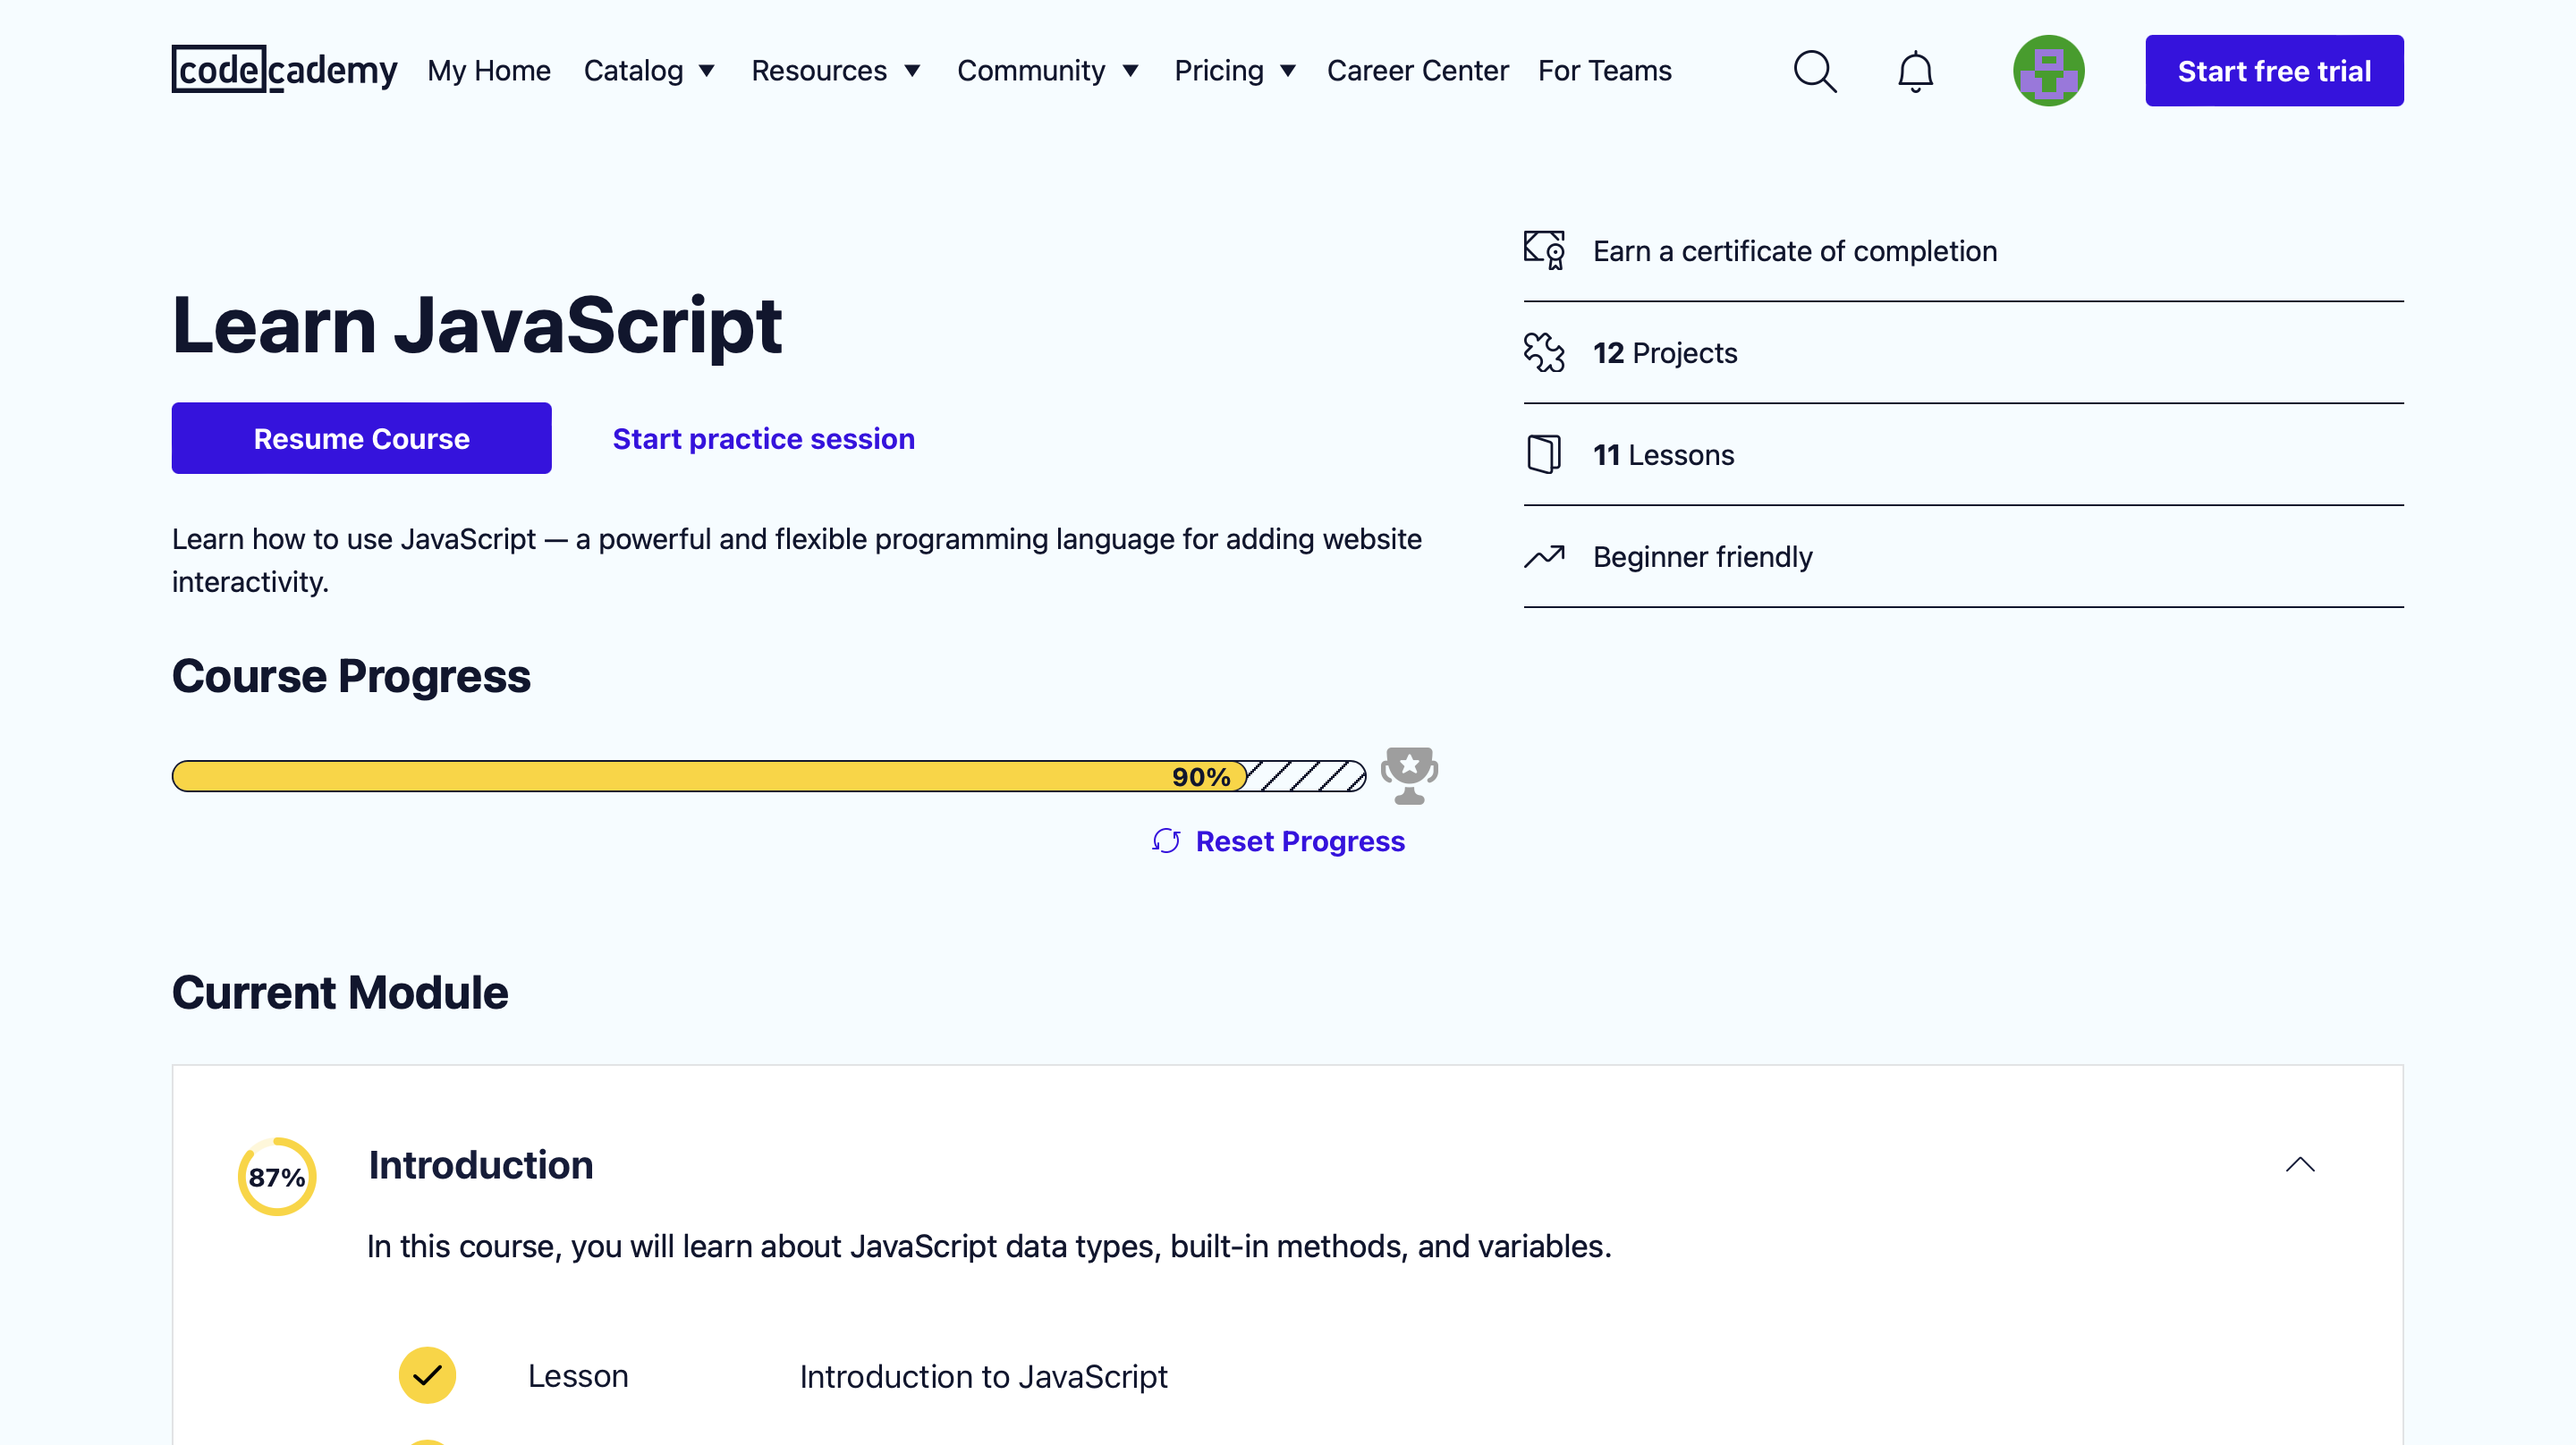 codecademy My Home Catalog Resources Community Pricing Career Center For Teams Start free trial
Earn a certificate of completion
Learn JavaScript
12 Projects
Resume Course Start practice session
11 Lessons
Learn how to use JavaScript — a powerful and flexible programming language for adding website
interactivity.
Beginner friendly
Course Progress
90%
Reset Progress
Current Module
87% Introduction
In this course, you will learn about JavaScript data types, built-in methods, and variables.
Lesson Introduction to JavaScript